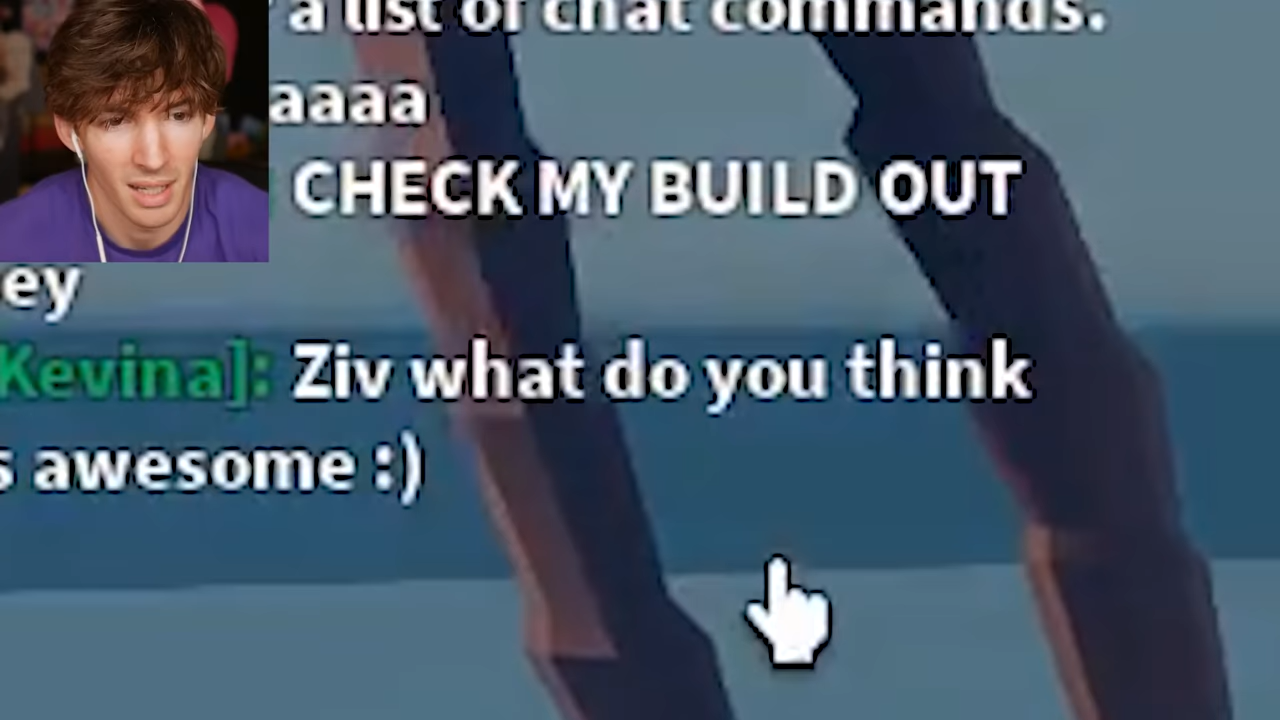 a list of chat commands.
aaaa
CHECK MY BUILD OUT
ey
Kevina]: Ziv what do you think
s awesome :)